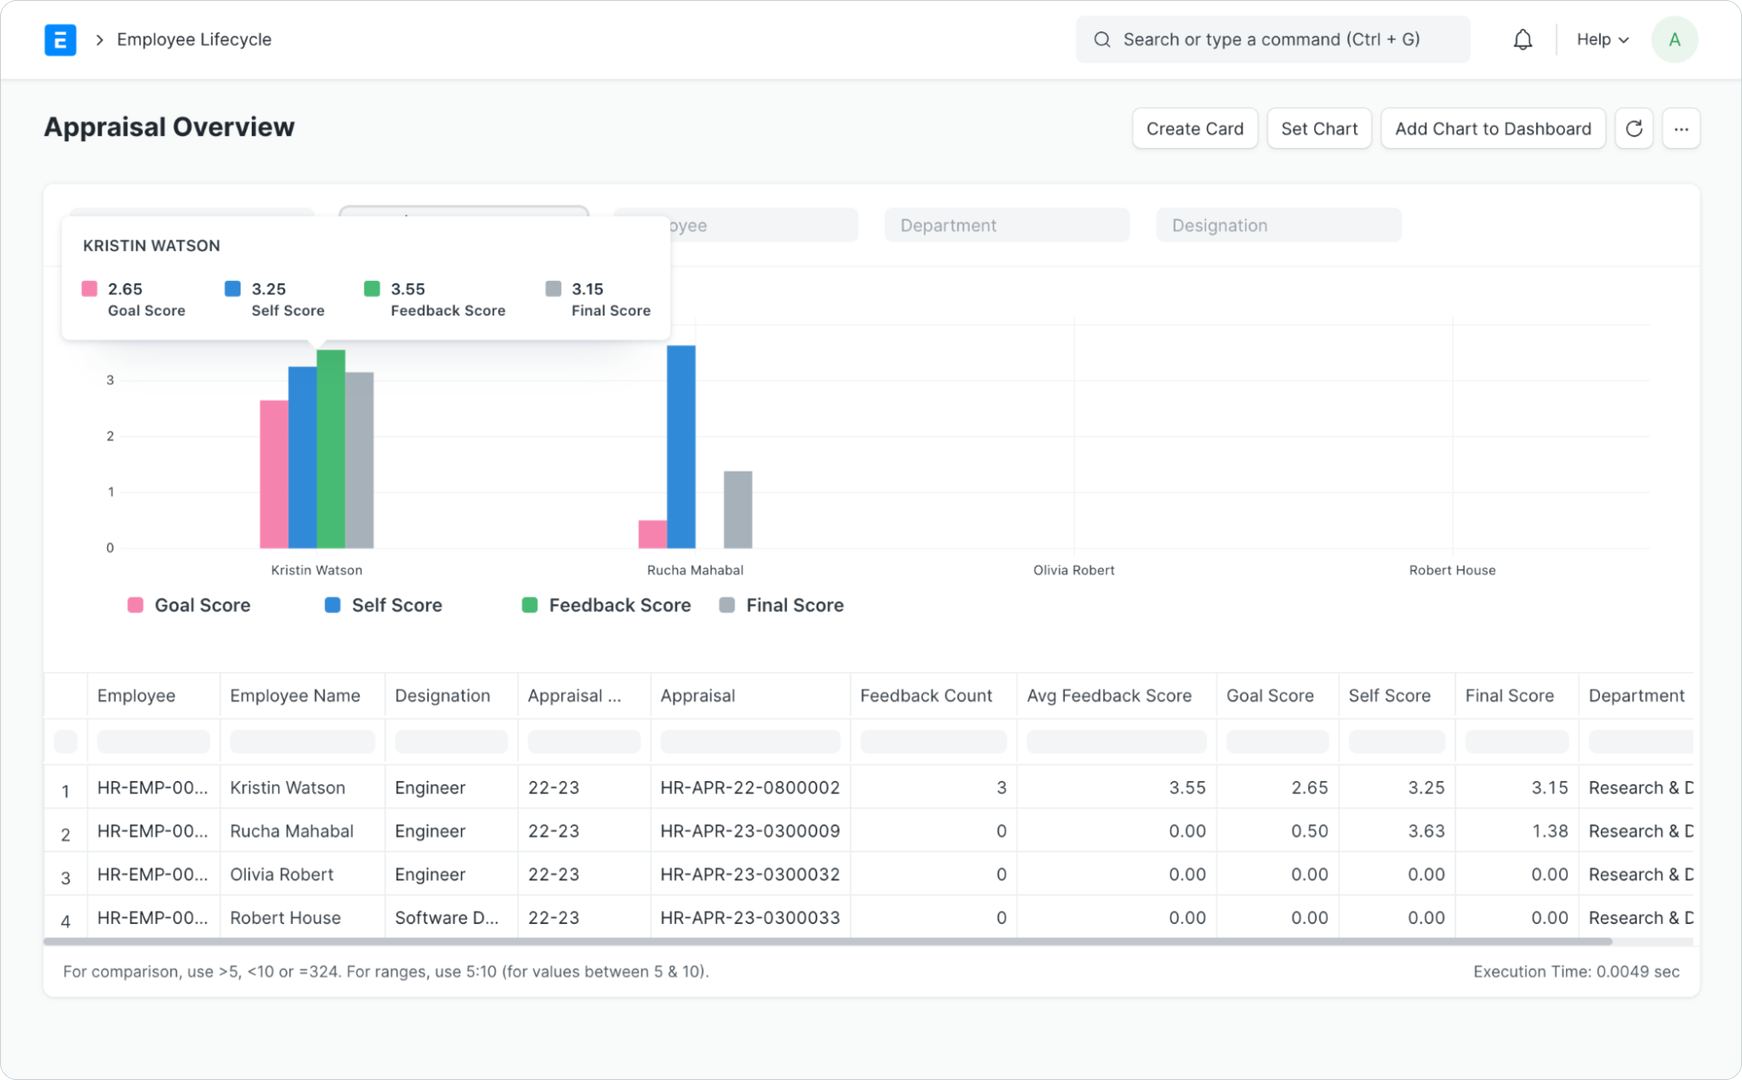 E > Employee Lifecycle
Search or type a command (Ctrl + G)
Help
A
Appraisal Overview
Create Card
Set Chart
Add Chart to Dashboard
...
oyee
Department
Designation
KRISTIN WATSON
2.65 3.25 3.55 3.15
Goal Score Self Score Feedback Score Final Score
3
2
1
0
Kristin Watson Rucha Mahabal Olivia Robert Robert House
Goal Score Self Score Feedback Score Final Score
Employee Employee Name Designation Appraisal ... Appraisal Feedback Count Avg Feedback Score Goal Score Self Score Final Score Department
1 HR-EMP-00... Kristin Watson Engineer 22-23 HR-APR-22-0800002 3 3.55 2.65 3.25 3.15 Research & D
2 HR-EMP-00... Rucha Mahabal Engineer 22-23 HR-APR-23-0300009 0 0.00 0.50 3.63 1.38 Research & D
3 HR-EMP-00... Olivia Robert Engineer 22-23 HR-APR-23-0300032 0 0.00 0.00 0.00 0.00 Research & D
4 HR-EMP-00... Robert House Software D... 22-23 HR-APR-23-0300033 0 0.00 0.00 0.00 0.00 Research & D
For comparison, use >5, <10 or =324. For ranges, use 5:10 (for values between 5 & 10).
Execution Time: 0.0049 sec